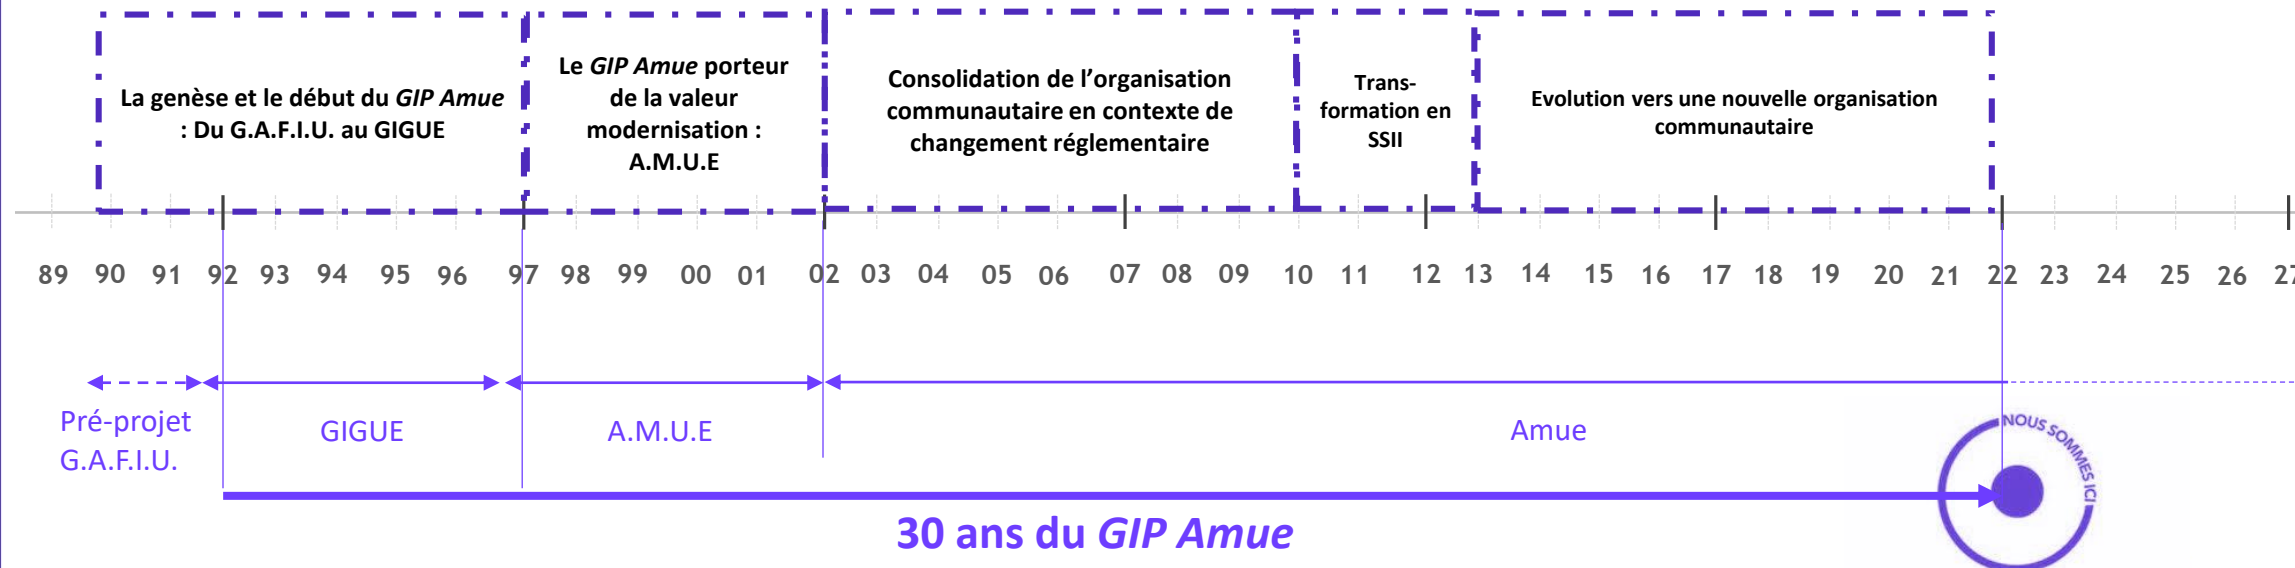 La genèse et le début du GIP Amue
: Du G.A.F.I.U. au GIGUE
Le GIP Amue porteur
de la valeur
modernisation :
A.M.U.E
Consolidation de l'organisation
communautaire en contexte de
changement réglementaire
Trans-
formation en
SSII
Evolution vers une nouvelle organisation
communautaire
89 90 91 92 93 94 95 96 97 98 99 00 01 02 03 04 05 06 07 08 09 10 11 12 13 14 15 16 17 18 19 20 21 22 23 24 25 26 27
Pré-projet
G.A.F.I.U.
GIGUE
A.M.U.E
Amue
NOUS SOMMES ICI
30 ans du GIP Amue